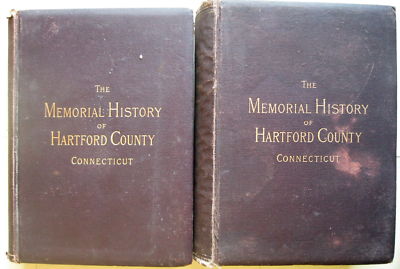 THE
MEMORIAL HISTORY
OF
HARTFORD COUNTY
CONNECTICUT
THE
MEMORIAL HISTORY
OF
HARTFORD COUNTY
CONNECTICUT